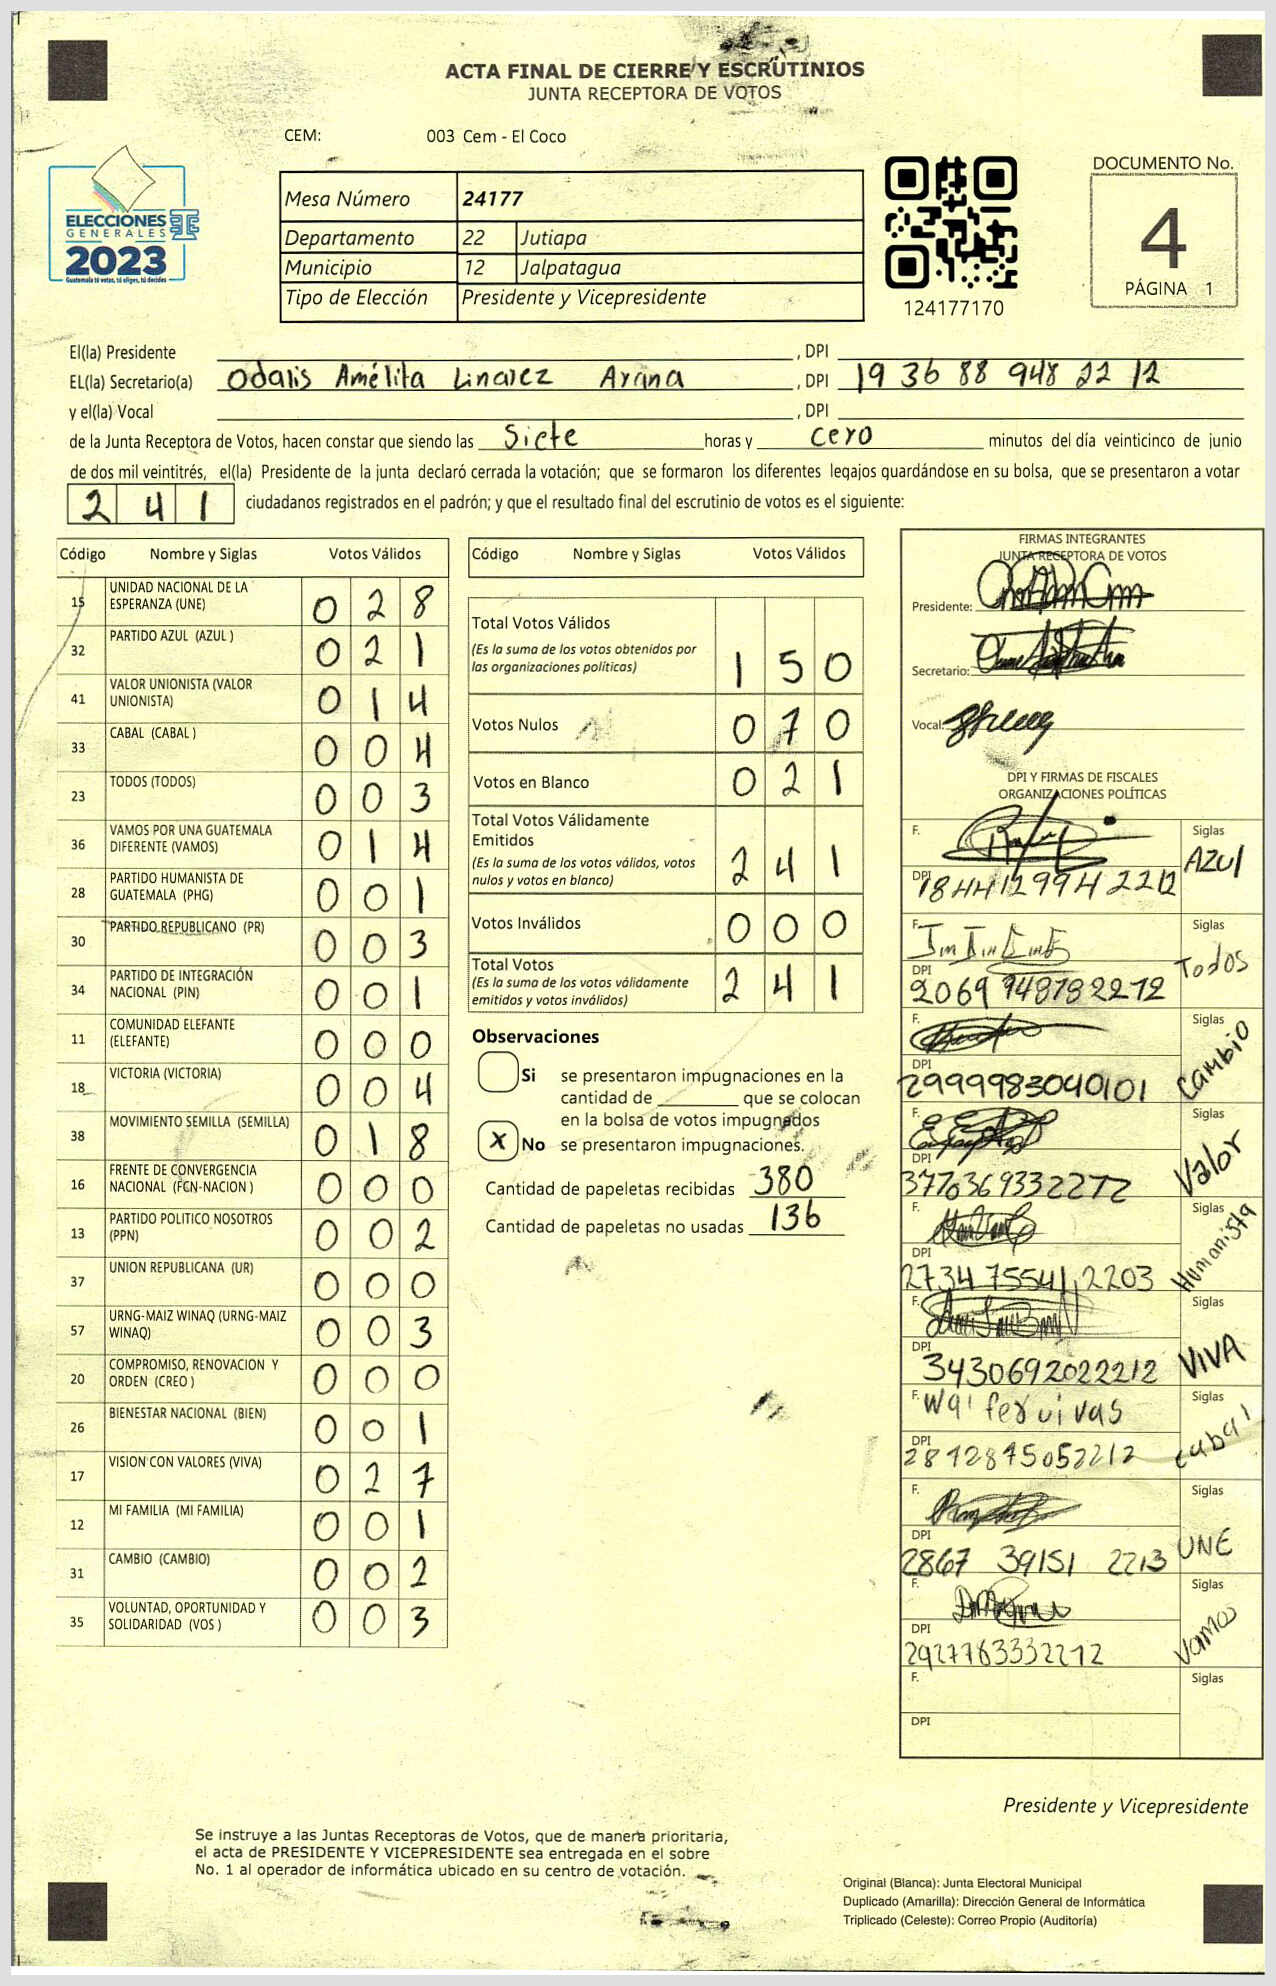 ACTA FINAL DE CIERRE Y ESCRUTINIOS
JUNTA RECEPTORA DE VOTOS
CEM: 003 Cem - El Coco
ELECCIONES
GENERALES
2023
Guatemala tú votas, tú eliges, tú decides
Mesa Número 24177
Departamento 22 Jutiapa
Municipio 12 Jalpatagua
Tipo de Elección Presidente y Vicepresidente
124177170
DOCUMENTO No.
4
PÁGINA 1
El(la) Presidente , DPI
EL(la) Secretario(a) Odalis Amélita Linarez Arana , DPI 19 36 88 948 22 12
y el(la) Vocal , DPI
de la Junta Receptora de Votos, hacen constar que siendo las Siete horas y cero minutos del día veinticinco de junio
de dos mil veintitrés, el(la) Presidente de la junta declaró cerrada la votación; que se formaron los diferentes legajos guardándose en su bolsa, que se presentaron a votar
2 4 1 ciudadanos registrados en el padrón; y que el resultado final del escrutinio de votos es el siguiente:
Código Nombre y Siglas Votos Válidos
15 UNIDAD NACIONAL DE LA
ESPERANZA (UNE) 0 2 8
32 PARTIDO AZUL (AZUL ) 0 2 1
41 VALOR UNIONISTA (VALOR
UNIONISTA) 0 1 4
33 CABAL (CABAL ) 0 0 4
23 TODOS (TODOS) 0 0 3
36 VAMOS POR UNA GUATEMALA
DIFERENTE (VAMOS) 0 1 4
28 PARTIDO HUMANISTA DE
GUATEMALA (PHG) 0 0 1
30 PARTIDO REPUBLICANO (PR) 0 0 3
34 PARTIDO DE INTEGRACIÓN
NACIONAL (PIN) 0 0 1
11 COMUNIDAD ELEFANTE
(ELEFANTE) 0 0 0
18 VICTORIA (VICTORIA) 0 0 4
38 MOVIMIENTO SEMILLA (SEMILLA) 0 1 8
16 FRENTE DE CONVERGENCIA
NACIONAL (FCN-NACION ) 0 0 0
13 PARTIDO POLITICO NOSOTROS
(PPN) 0 0 2
37 UNION REPUBLICANA (UR) 0 0 0
57 URNG-MAIZ WINAQ (URNG-MAIZ
WINAQ) 0 0 3
20 COMPROMISO, RENOVACION Y
ORDEN (CREO ) 0 0 0
26 BIENESTAR NACIONAL (BIEN) 0 0 1
17 VISION CON VALORES (VIVA) 0 2 7
12 MI FAMILIA (MI FAMILIA) 0 0 1
31 CAMBIO (CAMBIO) 0 0 2
35 VOLUNTAD, OPORTUNIDAD Y
SOLIDARIDAD (VOS ) 0 0 3
Código Nombre y Siglas Votos Válidos
Total Votos Válidos
(Es la suma de los votos obtenidos por
las organizaciones políticas) 1 5 0
Votos Nulos 0 7 0
Votos en Blanco 0 2 1
Total Votos Válidamente
Emitidos
(Es la suma de los votos válidos, votos
nulos y votos en blanco) 2 4 1
Votos Inválidos 0 0 0
Total Votos
(Es la suma de los votos válidamente
emitidos y votos inválidos) 2 4 1
Observaciones
Si se presentaron impugnaciones en la
cantidad de que se colocan
en la bolsa de votos impugnados
X No se presentaron impugnaciones.
Cantidad de papeletas recibidas 380
Cantidad de papeletas no usadas 136
FIRMAS INTEGRANTES
JUNTA RECEPTORA DE VOTOS
Presidente:
Secretario:
Vocal:
DPI Y FIRMAS DE FISCALES
ORGANIZACIONES POLÍTICAS
F. Siglas
DPI 1844129942212 AZUl
F. Siglas
DPI 2069 948782212 Todos
F. Siglas
DPI 2999983040101 Cambio
F. Siglas
DPI Valor
F. Siglas
DPI 2734 75541 2203 Humanista
F. Siglas
DPI 3430692022212 VIVA
F. Siglas
DPI 2872875052212 cabal
F. Siglas
DPI 2867 39151 2213 UNE
F. Siglas
DPI 2927763332212 Vamos
F. Siglas
DPI
Presidente y Vicepresidente
Se instruye a las Juntas Receptoras de Votos, que de manera prioritaria,
el acta de PRESIDENTE Y VICEPRESIDENTE sea entregada en el sobre
No. 1 al operador de informática ubicado en su centro de votación.
Original (Blanca): Junta Electoral Municipal
Duplicado (Amarilla): Dirección General de Informática
Triplicado (Celeste): Correo Propio (Auditoría)